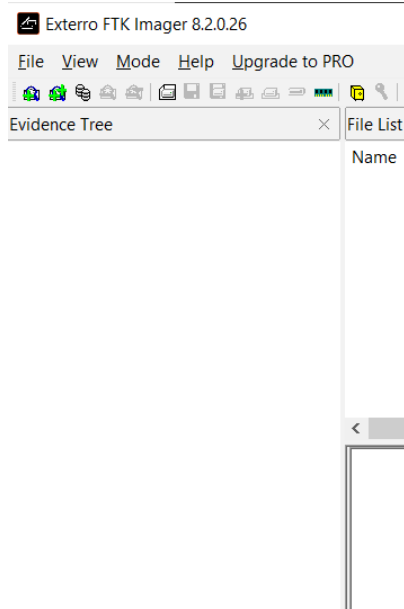 Exterro FTK Imager 8.2.0.26
File View Mode Help Upgrade to PRO
Evidence Tree
File List
Name